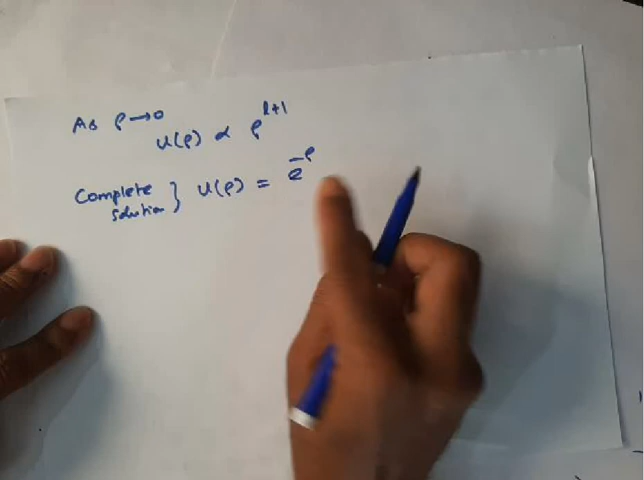 As ρ→0
u(ρ) ∝ ρ^{l+1}
Complete solution } u(ρ) = e^{-ρ}